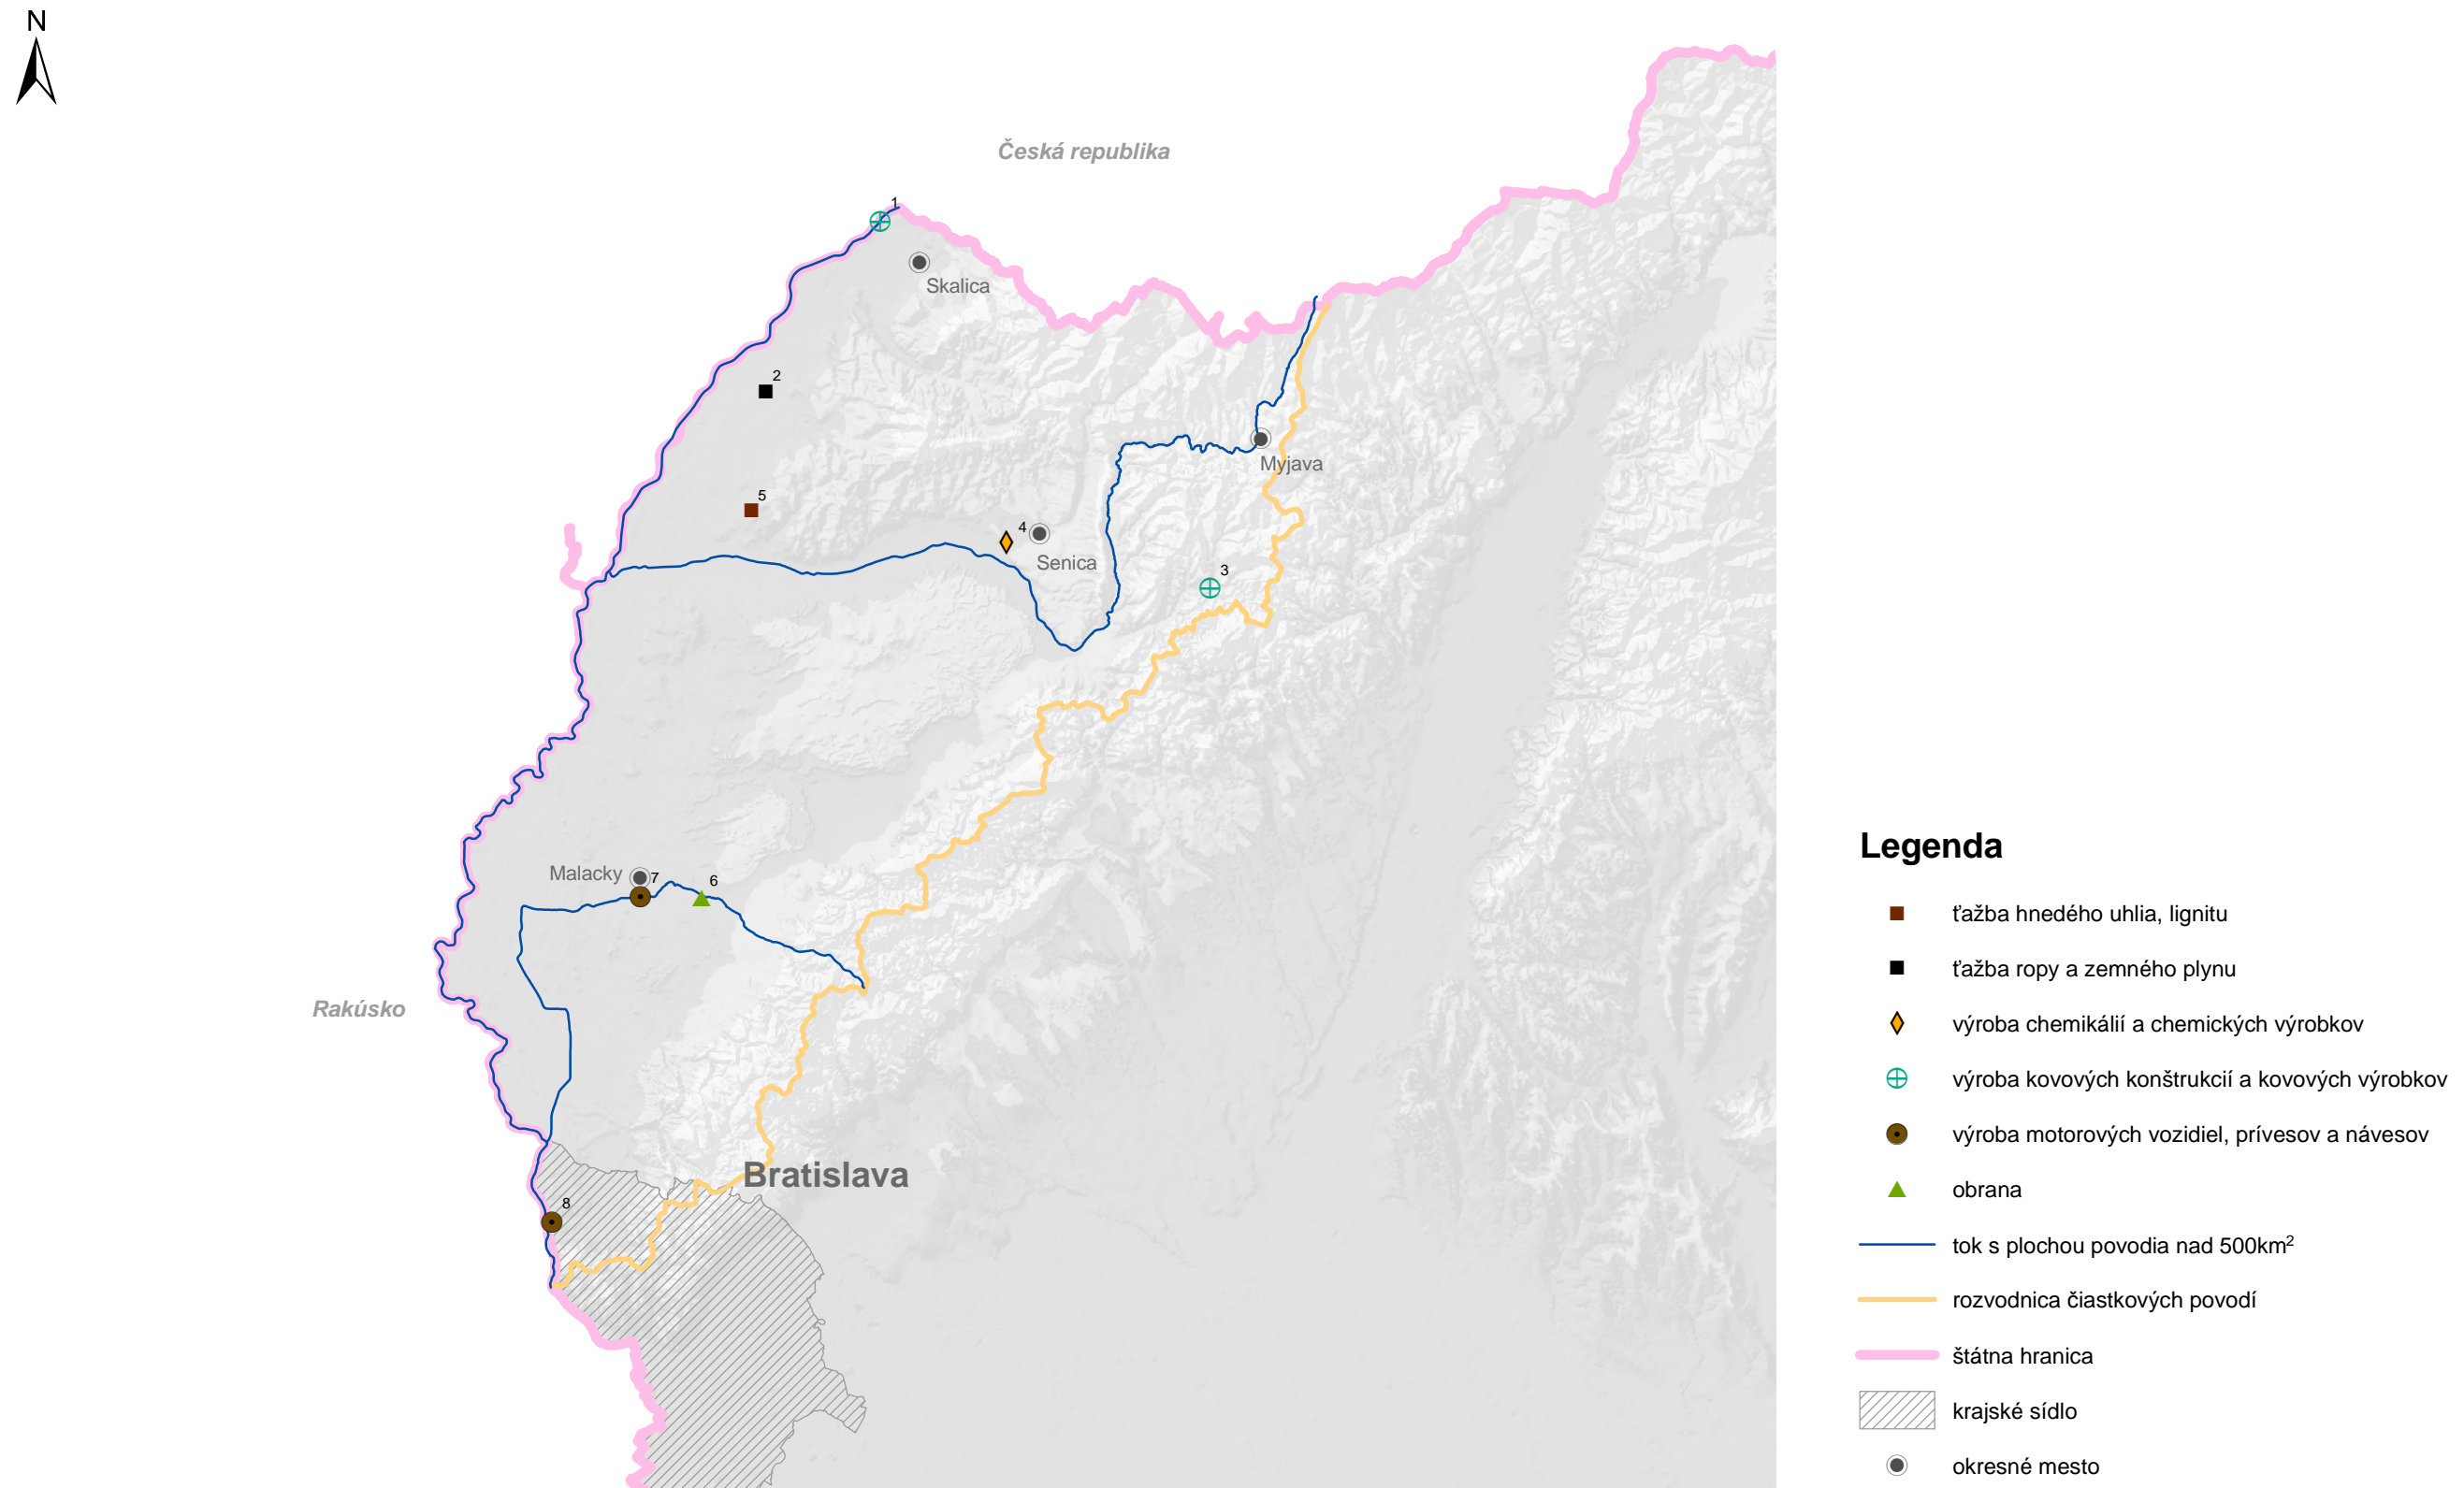 N
Česká republika
1
Skalica
2
Myjava
5
4
Senica
3
Malacky
7
6
Rakúsko
Bratislava
8
Legenda
ťažba hnedého uhlia, lignitu
ťažba ropy a zemného plynu
výroba chemikálií a chemických výrobkov
výroba kovových konštrukcií a kovových výrobkov
výroba motorových vozidiel, prívesov a návesov
obrana
tok s plochou povodia nad 500km²
rozvodnica čiastkových povodí
štátna hranica
krajské sídlo
okresné mesto